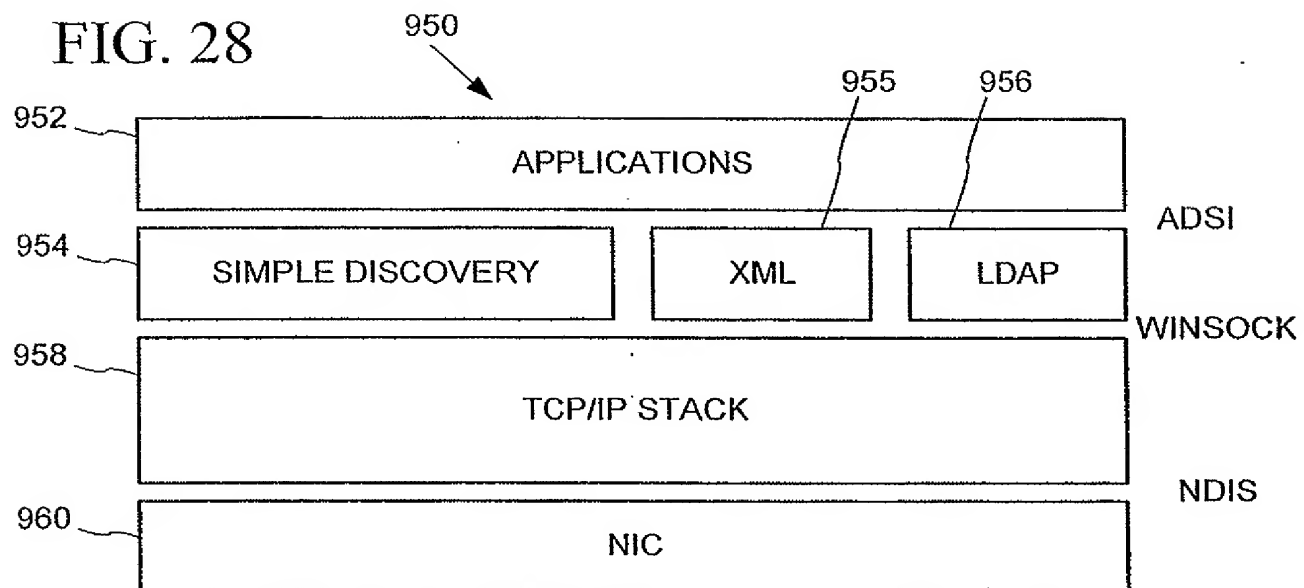 FIG. 28
950
955
956
952
APPLICATIONS
ADSI
954
SIMPLE DISCOVERY
XML
LDAP
WINSOCK
958
TCP/IP STACK
NDIS
960
NIC